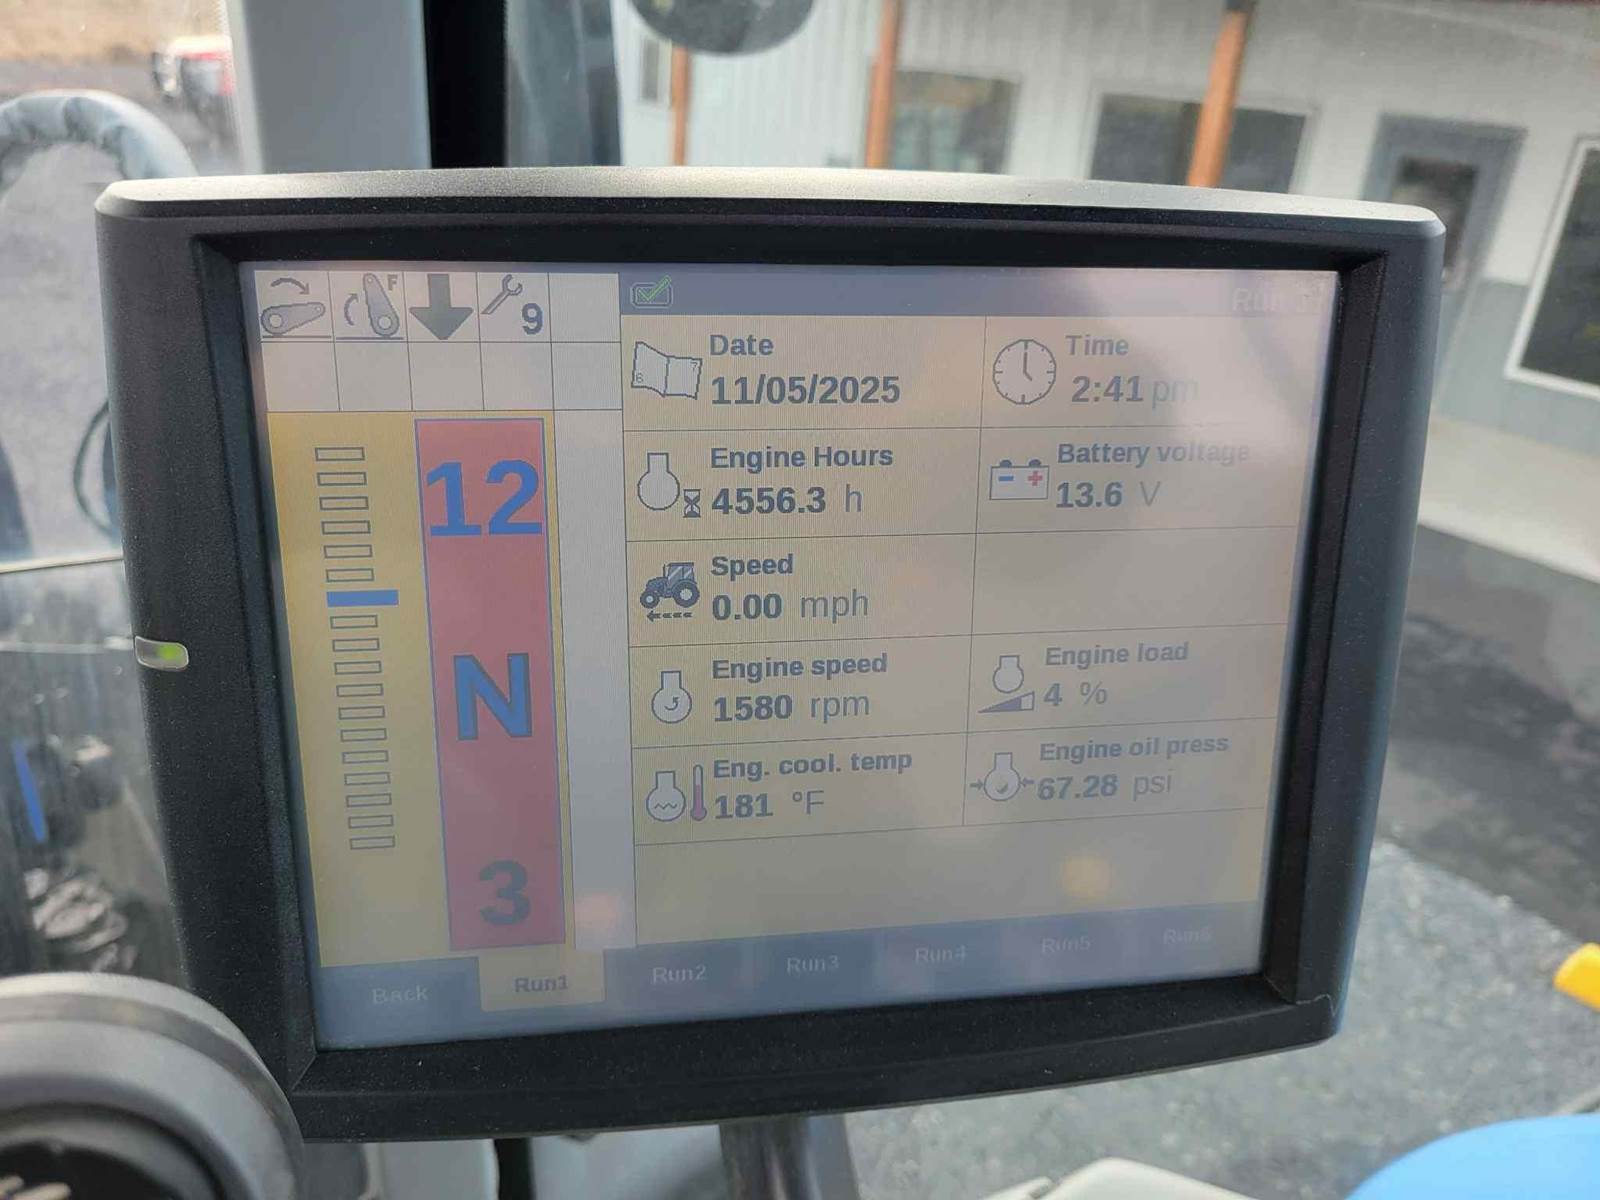 F
9
Date
11/05/2025
Time
2:41 pm
Engine Hours
4556.3 h
Battery voltage
13.6 V
Speed
0.00 mph
Engine speed
1580 rpm
Engine load
4 %
Eng. cool. temp
181 °F
Engine oil press
67.28 psi
12
N
3
Back
Run1
Run2
Run3
Run4
Run5
Run6